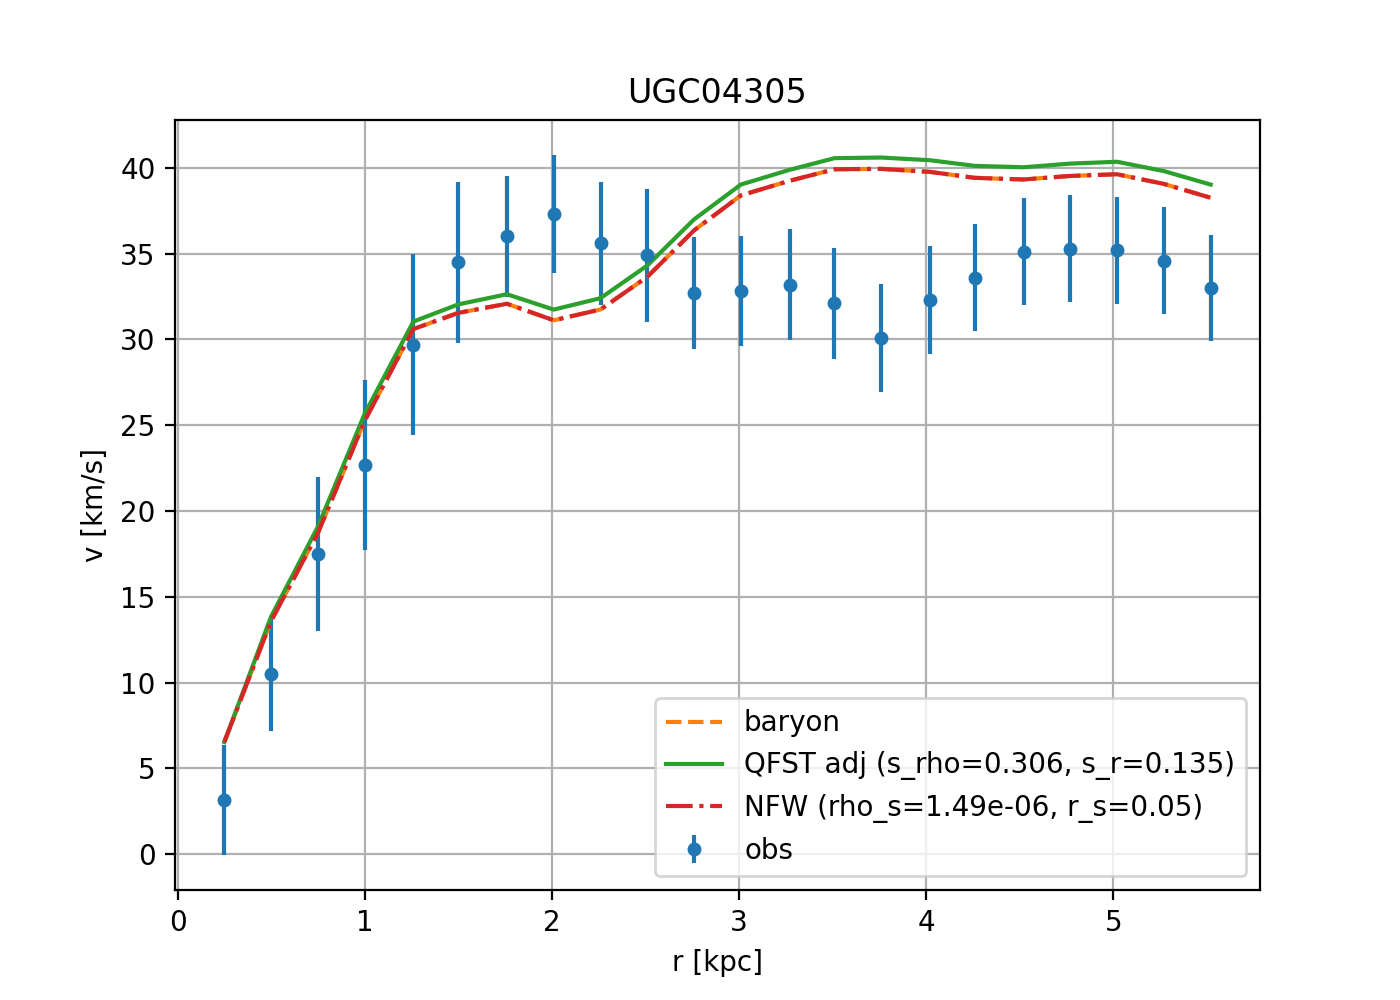 UGC04305
v [km/s]
40
35
30
25
20
15
10
5
0
baryon
QFST adj (s_rho=0.306, s_r=0.135)
NFW (rho_s=1.49e-06, r_s=0.05)
obs
0 1 2 3 4 5
r [kpc]